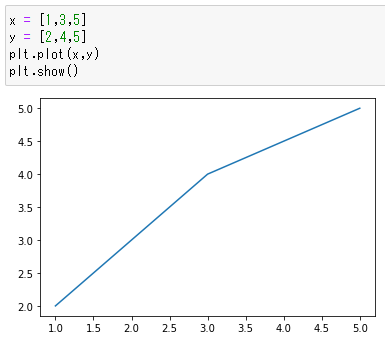 x = [1,3,5]
y = [2,4,5]
plt.plot(x,y)
plt.show()
5.0
4.5
4.0
3.5
3.0
2.5
2.0
1.0 1.5 2.0 2.5 3.0 3.5 4.0 4.5 5.0